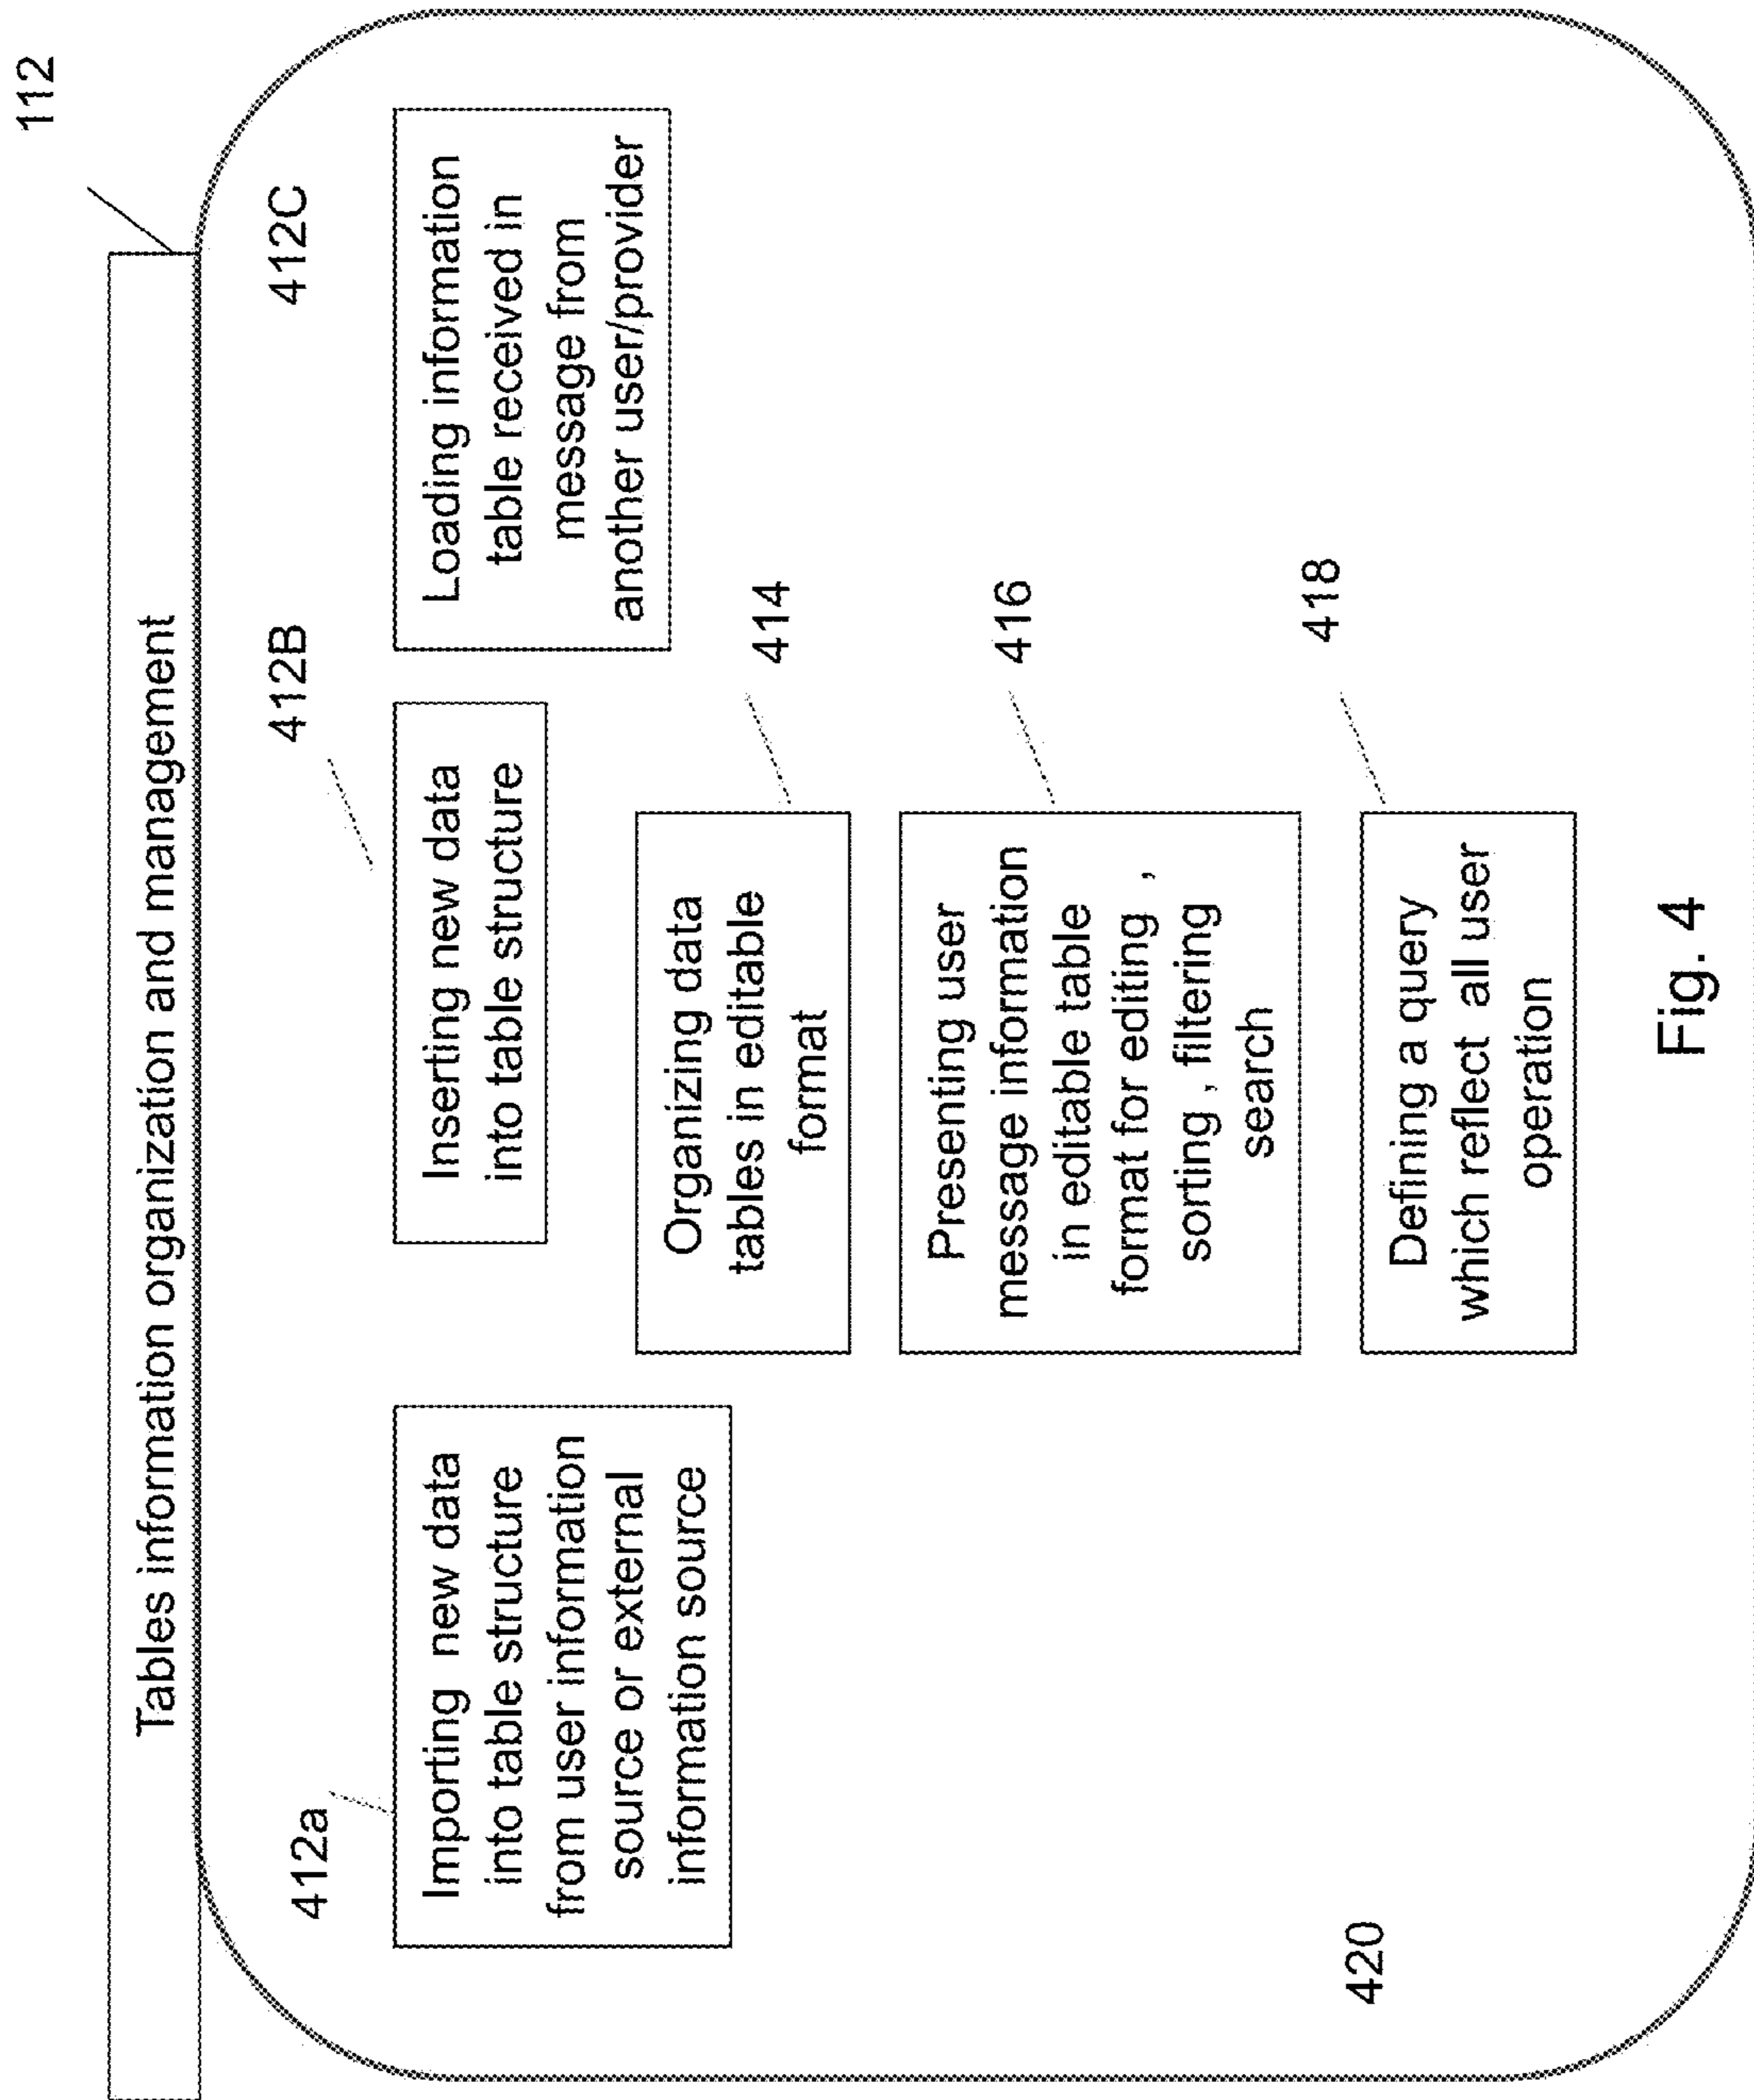 112
Tables information organization and management
412a
412B
412C
Importing new data
into table structure
from user information
source or external
information source
Inserting new data
into table structure
Loading information
table received in
message from
another user/provider
414
Organizing data
tables in editable
format
416
Presenting user
message information
in editable table
format for editing ,
sorting , filtering
search
418
Defining a query
which reflect all user
operation
420
Fig. 4